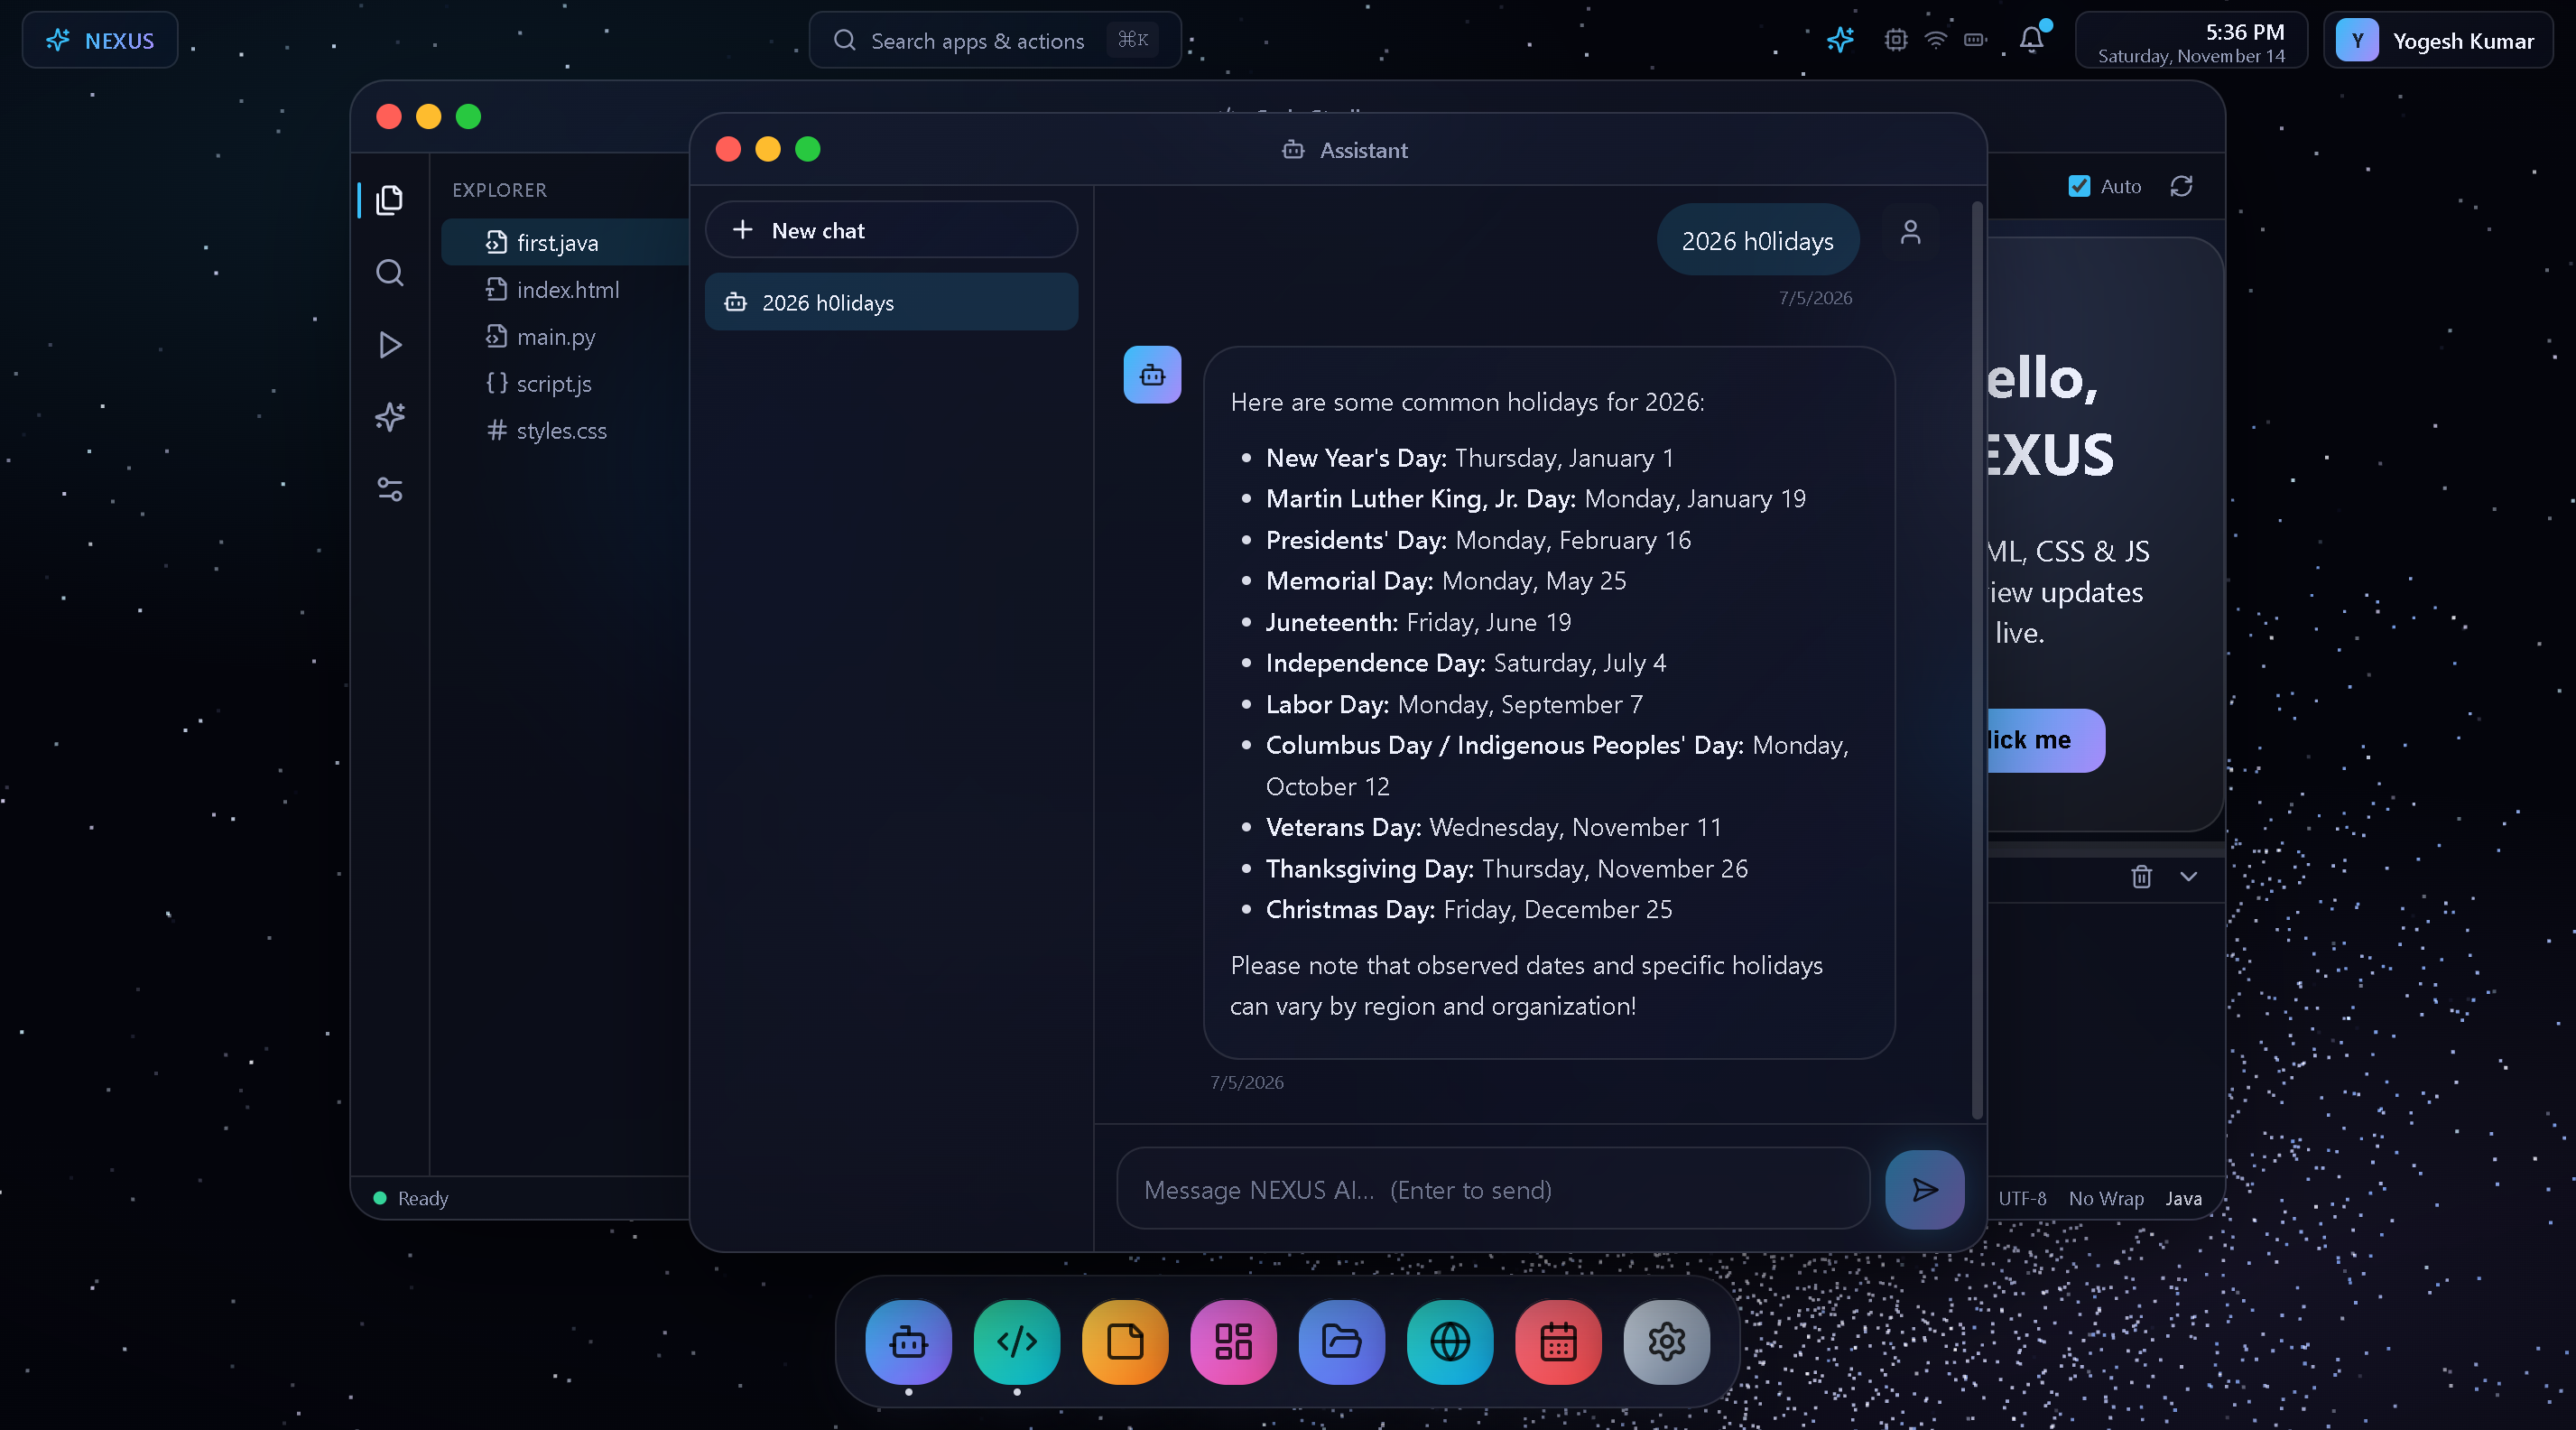 NEXUS
Search apps & actions ⌘K
5:36 PM
Saturday, November 14
Y Yogesh Kumar
Auto
EXPLORER
first.java
index.html
main.py
script.js
styles.css
Ready
Assistant
New chat
2026 h0lidays
2026 h0lidays
7/5/2026
Here are some common holidays for 2026:
New Year's Day: Thursday, January 1
Martin Luther King, Jr. Day: Monday, January 19
Presidents' Day: Monday, February 16
Memorial Day: Monday, May 25
Juneteenth: Friday, June 19
Independence Day: Saturday, July 4
Labor Day: Monday, September 7
Columbus Day / Indigenous Peoples' Day: Monday,
October 12
Veterans Day: Wednesday, November 11
Thanksgiving Day: Thursday, November 26
Christmas Day: Friday, December 25
Please note that observed dates and specific holidays
can vary by region and organization!
7/5/2026
Message NEXUS AI... (Enter to send)
ello,
EXUS
ML, CSS & JS
iew updates
live.
lick me
UTF-8 No Wrap Java